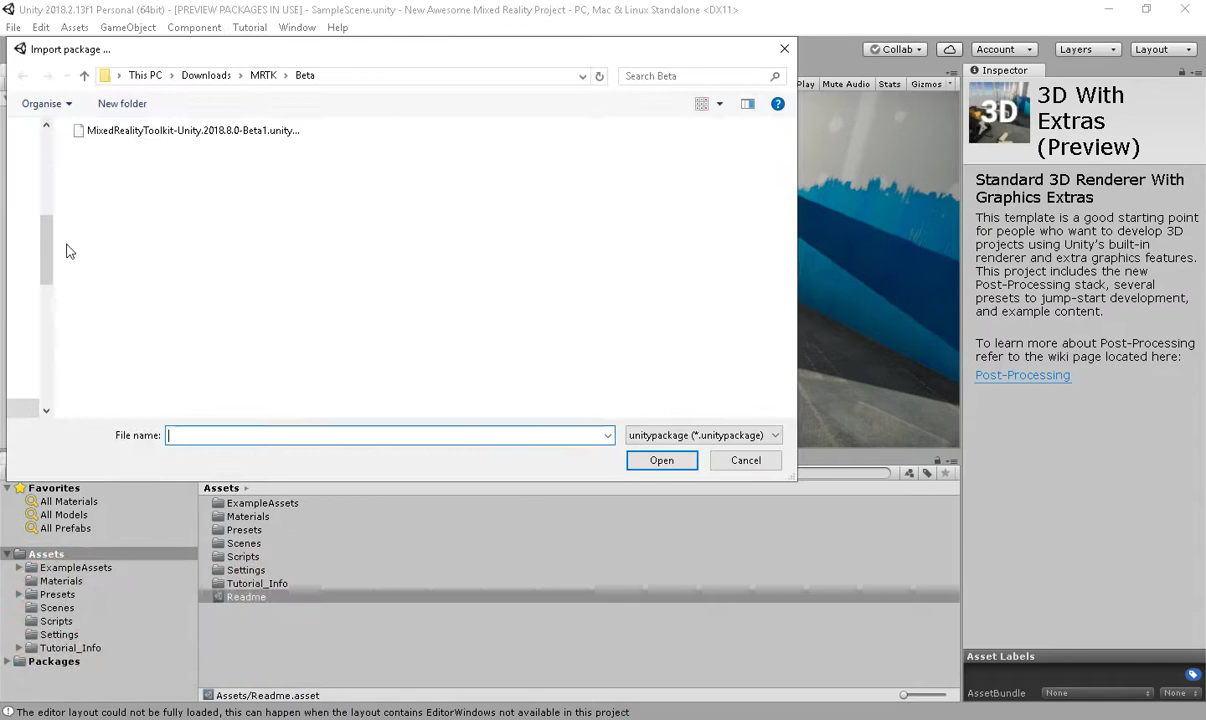 Unity 2018.2.13f1 Personal (64bit) - [PREVIEW PACKAGES IN USE] - SampleScene.unity - New Awesome Mixed Reality Project - PC, Mac & Linux Standalone <DX11>
File Edit Assets GameObject Component Tutorial Window Help
Import package ...
Collab Account Layers Layout
This PC Downloads MRTK Beta
Search Beta
Play Mute Audio Stats Gizmos
Inspector
Organise New folder
MixedRealityToolkit-Unity.2018.8.0-Beta1.unity...
3D
3D With
Extras
(Preview)
Standard 3D Renderer With
Graphics Extras
This template is a good starting point
for people who want to develop 3D
projects using Unity's built-in
renderer and extra graphics features.
This project includes the new
Post-Processing stack, several
presets to jump-start development,
and example content.
To learn more about Post-Processing
refer to the wiki page located here:
Post-Processing
File name:
unitypackage (*.unitypackage)
Open Cancel
Favorites
All Materials
All Models
All Prefabs
Assets
ExampleAssets
Materials
Presets
Scenes
Scripts
Settings
Tutorial_Info
Packages
Assets
ExampleAssets
Materials
Presets
Scenes
Scripts
Settings
Tutorial_Info
Readme
Assets/Readme.asset
Asset Labels
AssetBundle None None
The editor layout could not be fully loaded, this can happen when the layout contains EditorWindows not available in this project